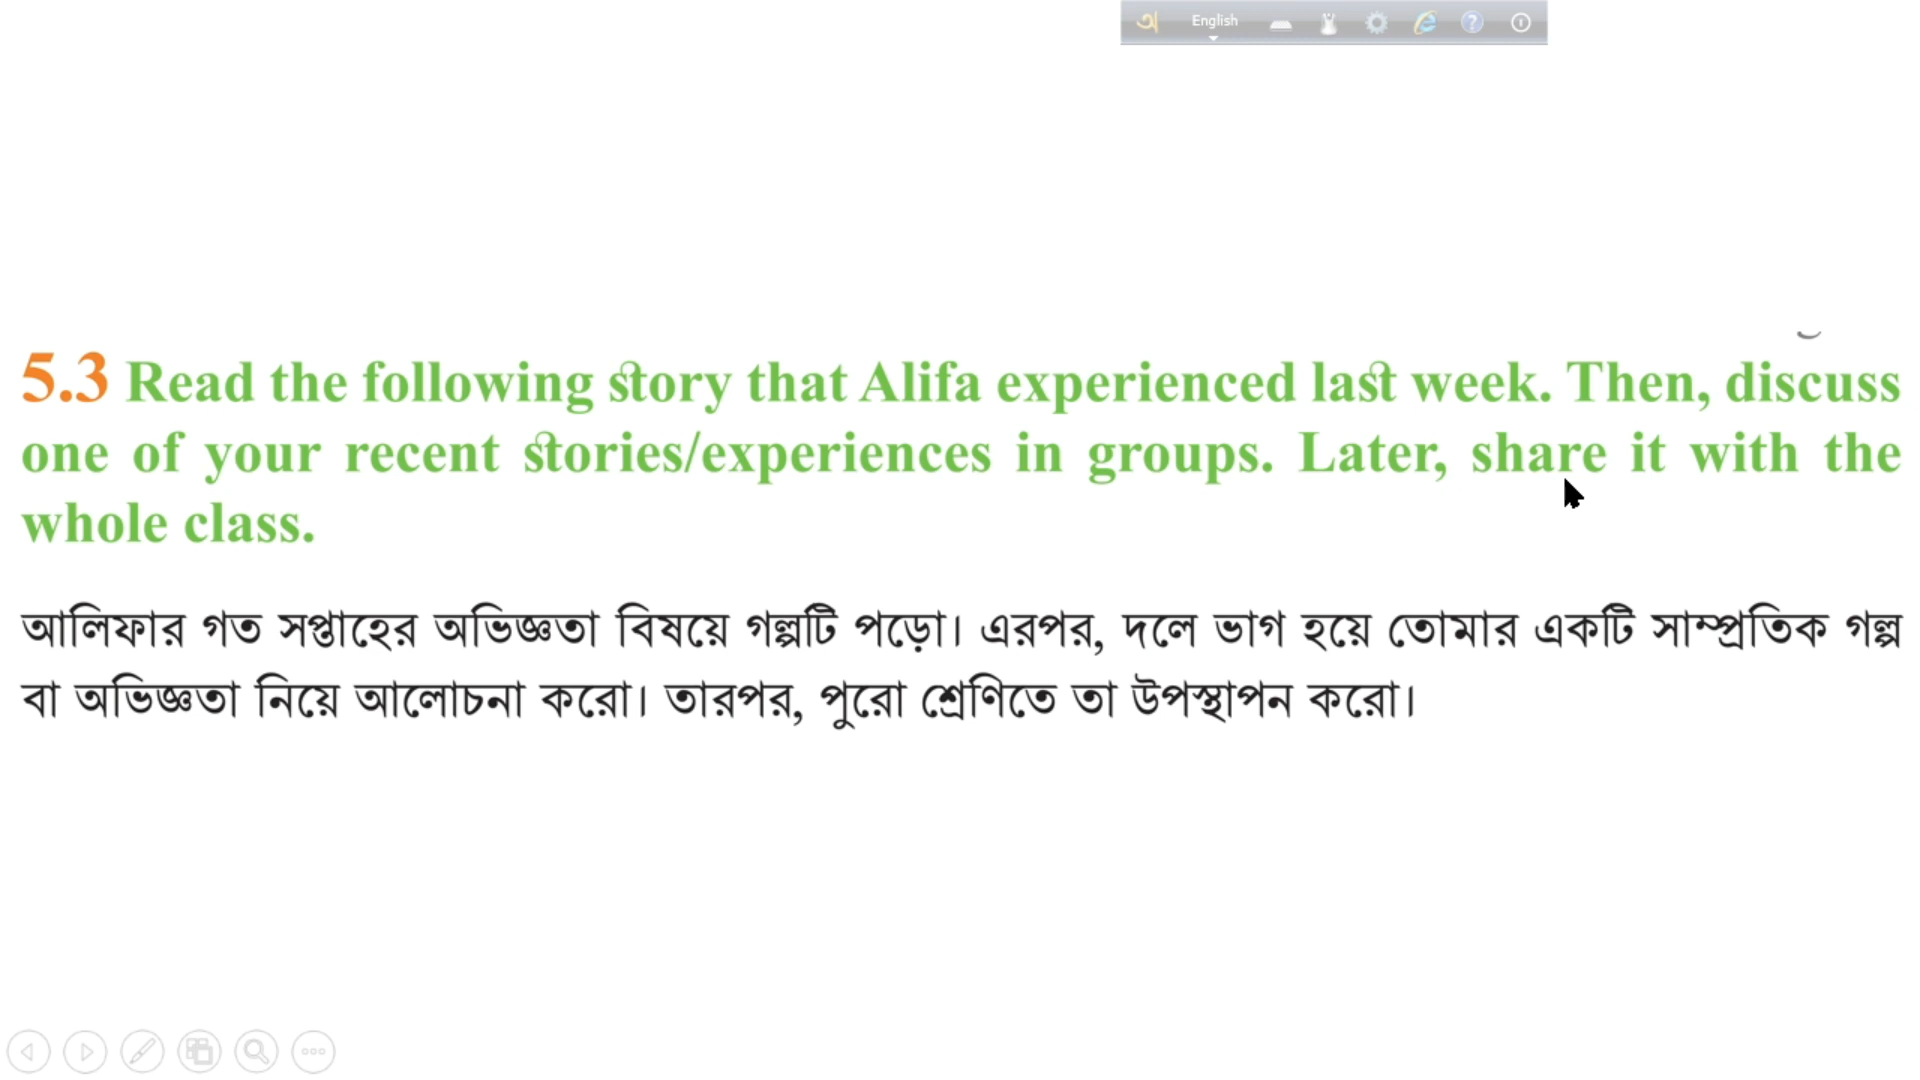 অ English
5.3 Read the following story that Alifa experienced last week. Then, discuss
one of your recent stories/experiences in groups. Later, share it with the
whole class.
আলিফার গত সপ্তাহের অভিজ্ঞতা বিষয়ে গল্পটি পড়ো। এরপর, দলে ভাগ হয়ে তোমার একটি সাম্প্রতিক গল্প
বা অভিজ্ঞতা নিয়ে আলোচনা করো। তারপর, পুরো শ্রেণিতে তা উপস্থাপন করো।